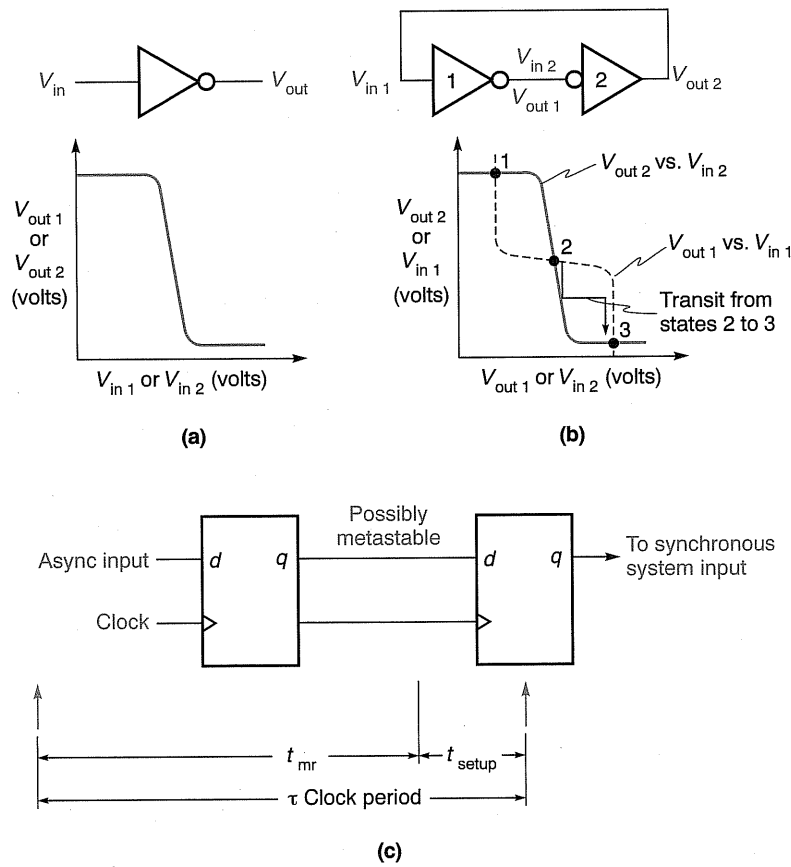 V in
V out
V out 1
or
V out 2
(volts)
V in 1 or V in 2 (volts)
(a)
V in 1
1
V in 2
V out 1
2
V out 2
V out 2
or
V in 1
(volts)
1
V out 2 vs. V in 2
2
V out 1 vs. V in 1
Transit from
states 2 to 3
3
V out 1 or V in 2 (volts)
(b)
Async input
Clock
d
q
Possibly
metastable
d
q
To synchronous
system input
t mr
t setup
τ Clock period
(c)